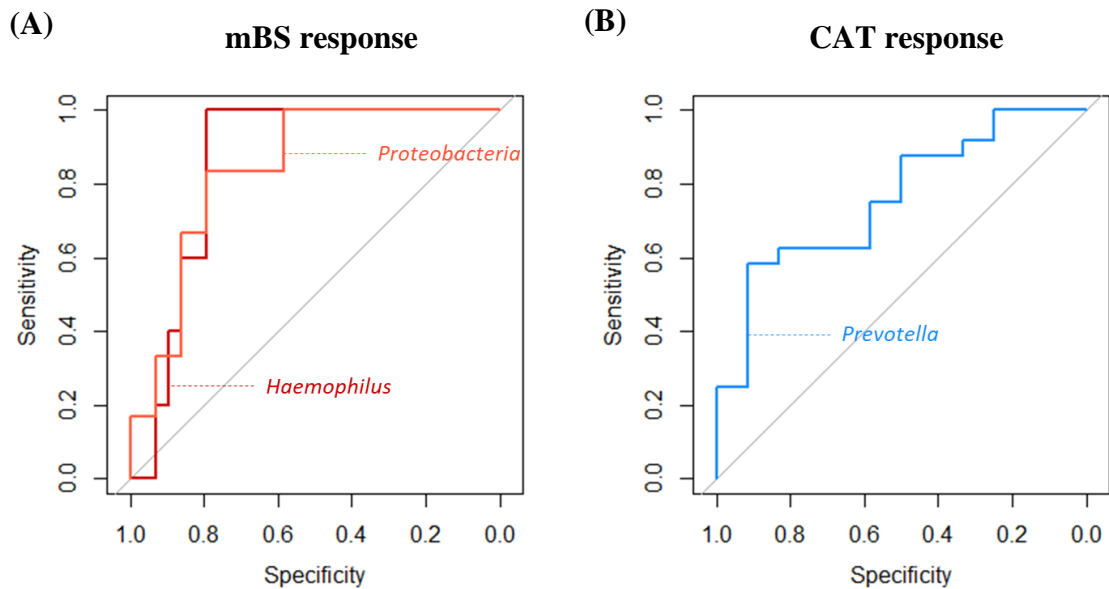 (A)
mBS response
1.0
0.8
0.6
0.4
0.2
0.0
Sensitivity
Proteobacteria
Haemophilus
1.0 0.8 0.6 0.4 0.2 0.0
Specificity
(B)
CAT response
1.0
0.8
0.6
0.4
0.2
0.0
Sensitivity
Prevotella
1.0 0.8 0.6 0.4 0.2 0.0
Specificity